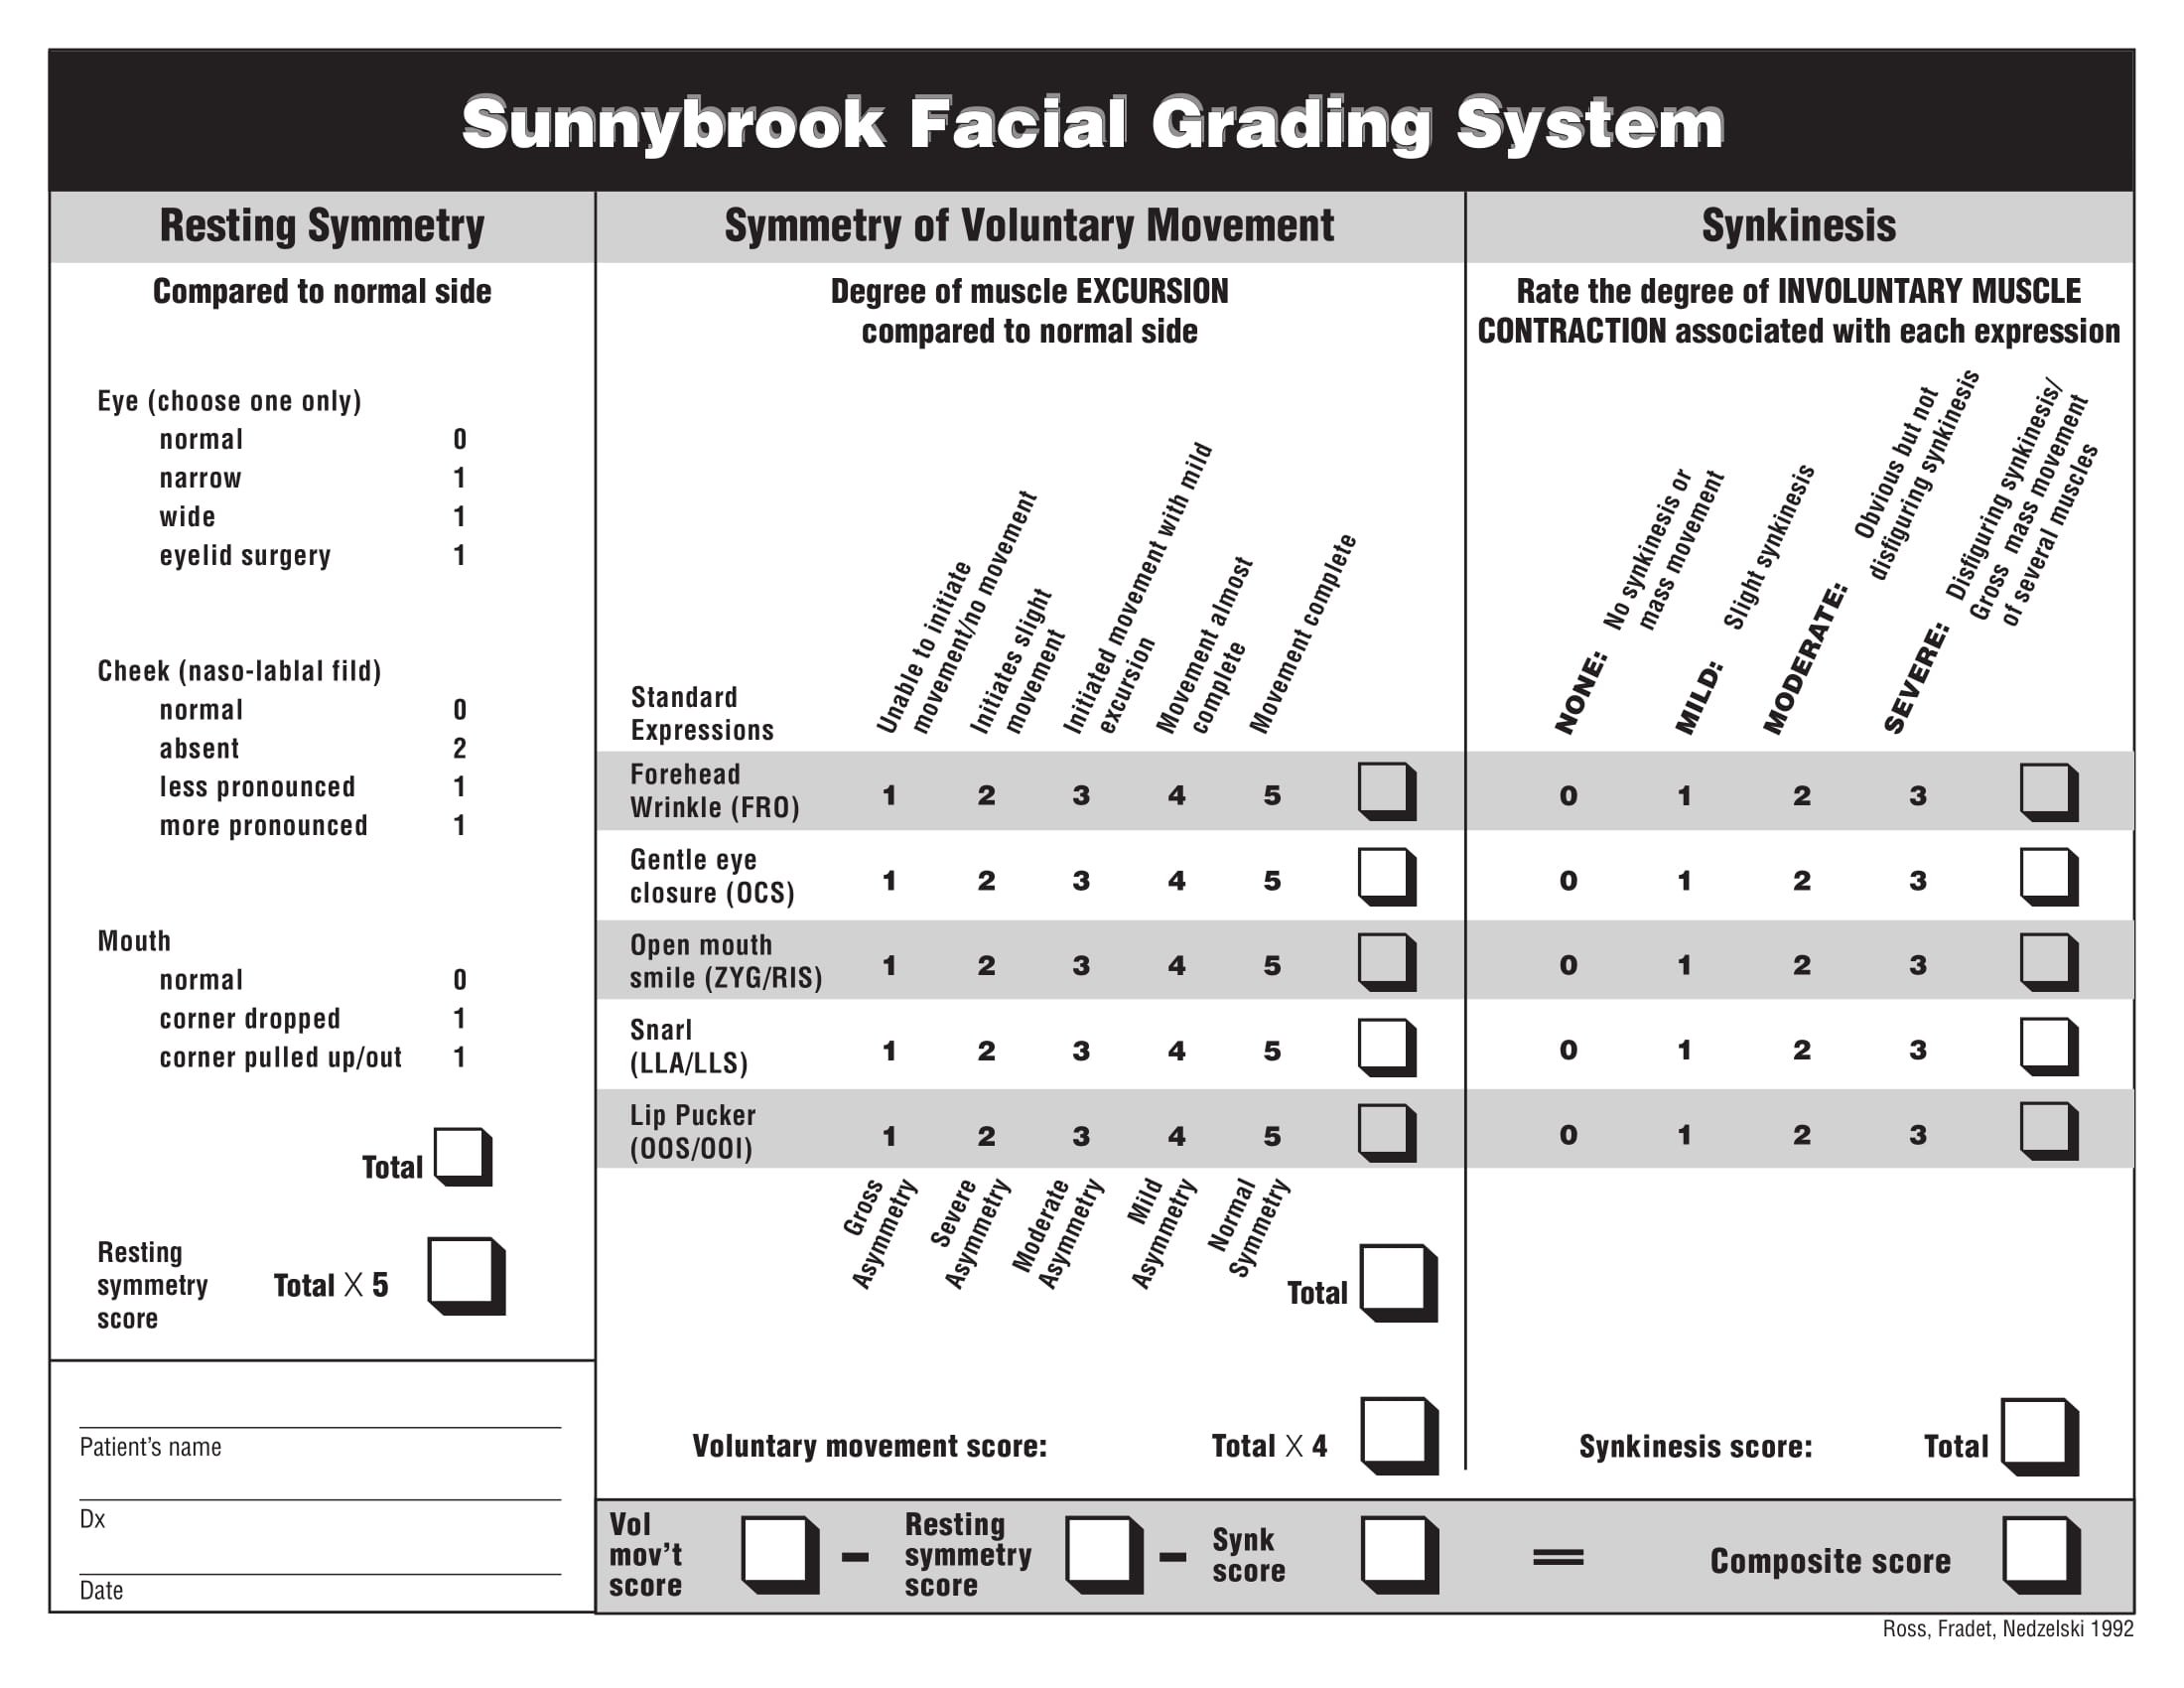 Sunnybrook Facial Grading System
Resting Symmetry
Compared to normal side
Eye (choose one only)
normal 0
narrow 1
wide 1
eyelid surgery 1
Cheek (naso-lablal fild)
normal 0
absent 2
less pronounced 1
more pronounced 1
Mouth
normal 0
corner dropped 1
corner pulled up/out 1
Total
Resting
symmetry
score
Total X 5
Patient's name
Dx
Date
Symmetry of Voluntary Movement
Degree of muscle EXCURSION
compared to normal side
Standard
Expressions
Unable to initiate
movement/no movement
Initiates slight
movement
Initiated movement with mild
excursion
Movement almost
complete
Movement complete
Forehead
Wrinkle (FRO)
1 2 3 4 5
Gentle eye
closure (OCS)
1 2 3 4 5
Open mouth
smile (ZYG/RIS)
1 2 3 4 5
Snarl
(LLA/LLS)
1 2 3 4 5
Lip Pucker
(OOS/OOI)
1 2 3 4 5
Gross
Asymmetry
Severe
Asymmetry
Moderate
Asymmetry
Mild
Asymmetry
Normal
Symmetry
Total
Voluntary movement score: Total X 4
Synkinesis
Rate the degree of INVOLUNTARY MUSCLE
CONTRACTION associated with each expression
NONE: No synkinesis or
mass movement
MILD: Slight synkinesis
MODERATE: Obvious but not
disfiguring synkinesis
SEVERE: Disfiguring synkinesis/
Gross mass movement
of several muscles
0 1 2 3
0 1 2 3
0 1 2 3
0 1 2 3
0 1 2 3
Synkinesis score: Total
Vol
mov't
score
–
Resting
symmetry
score
–
Synk
score
=
Composite score
Ross, Fradet, Nedzelski 1992